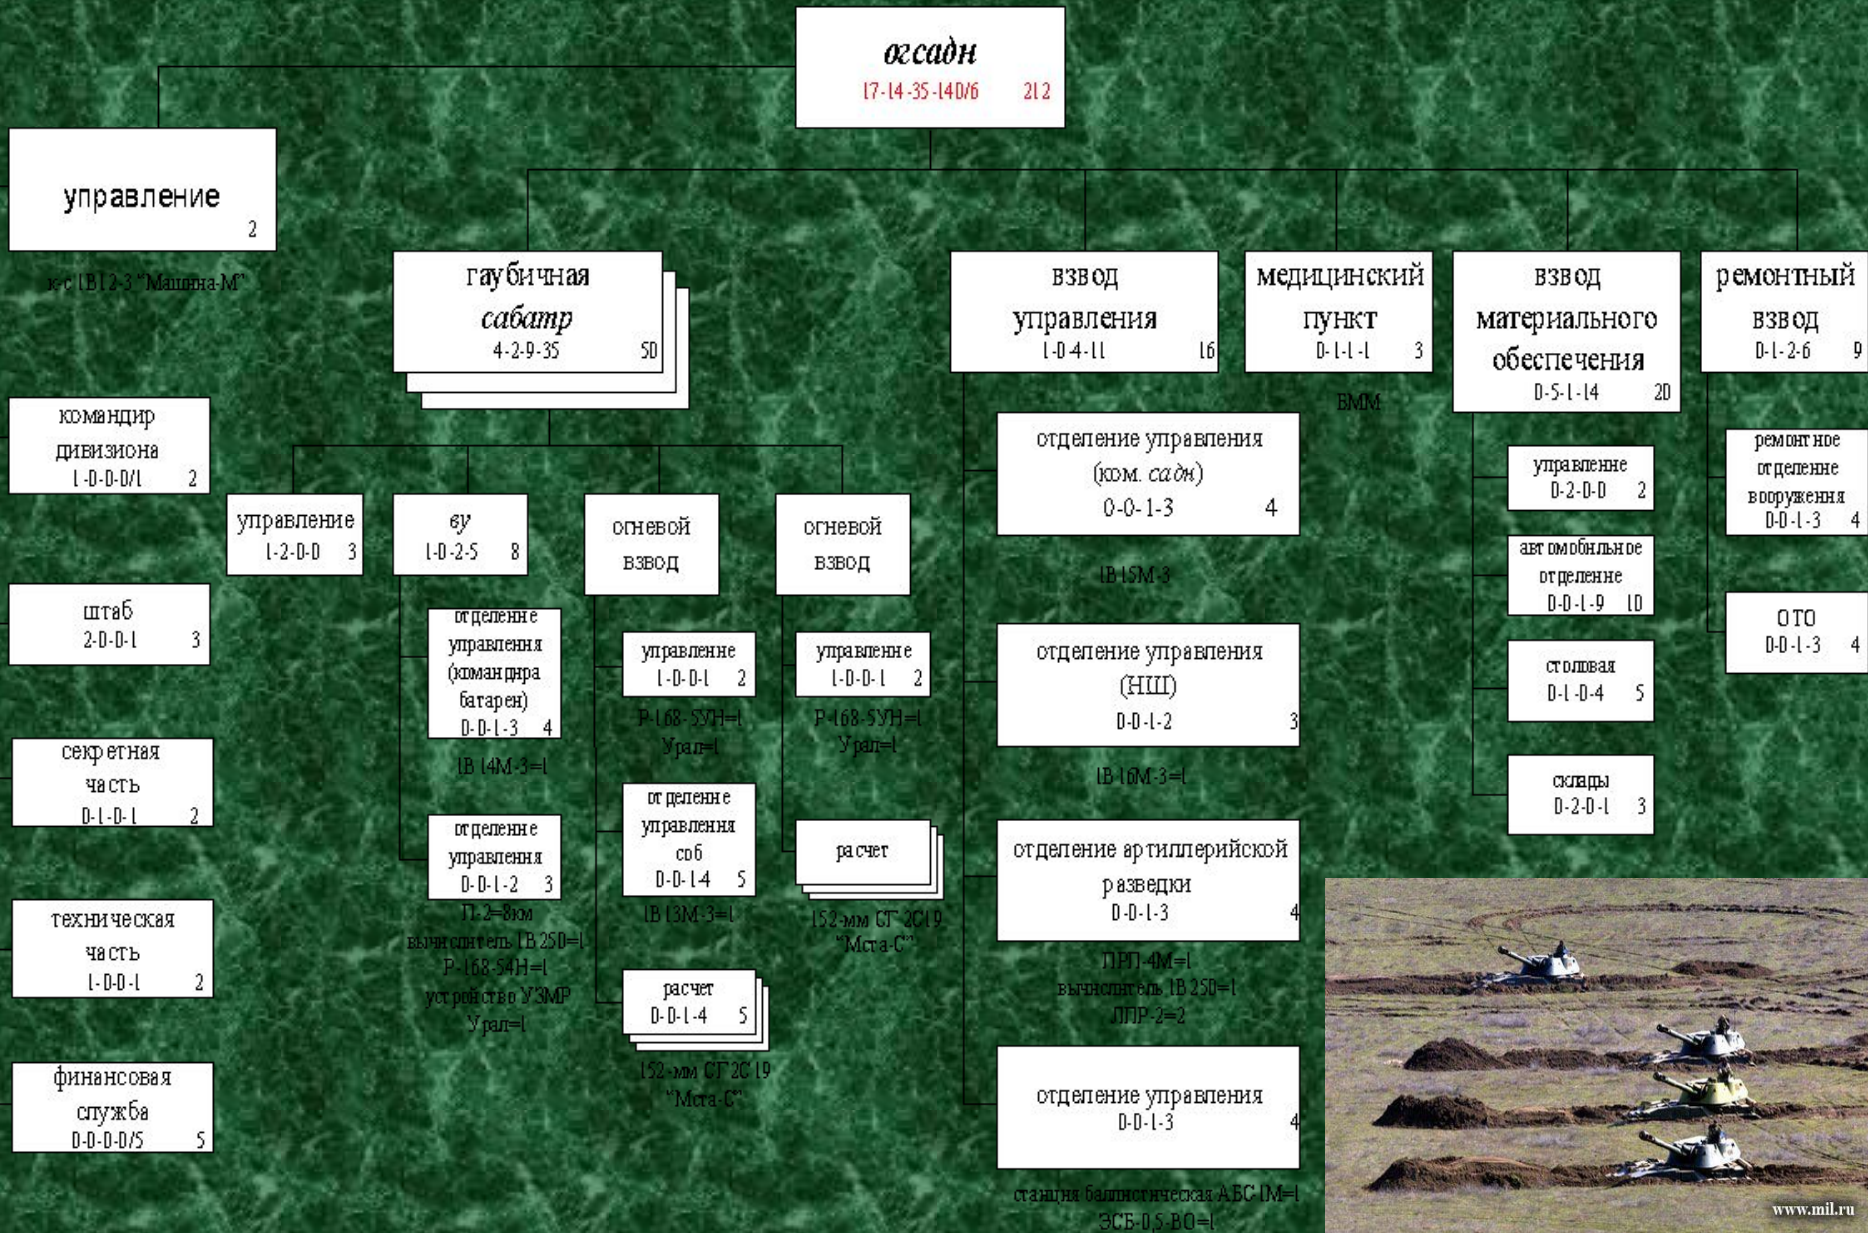 огсадн
17-14-35-140/6 212
управление
2
к-с 1В12-3 “Машина-М”
командир
дивизиона
1-0-0-0/1 2
штаб
2-0-0-1 3
секретная
часть
0-1-0-1 2
техническая
часть
1-0-0-1 2
финансовая
служба
0-0-0-0/5 5
гаубичная
сабатр
4-2-9-35 50
управление
1-2-0-0 3
ву
1-0-2-5 8
отделение
управления
(командира
батареи)
0-0-1-3 4
1В14М-3=1
отделение
управления
0-0-1-2 3
П-2=8км
вычислитель 1В250=1
Р-168-54Н=1
устройство УЗМР
Урал=1
огневой
взвод
управление
1-0-0-1 2
Р-168-5УН=1
Урал=1
отделение
управления
соб
0-0-1-4 5
1В13М-3=1
расчет
0-0-1-4 5
152-мм СГ 2С19
“Мста-С”
огневой
взвод
управление
1-0-0-1 2
Р-168-5УН=1
Урал=1
расчет
152-мм СГ 2С19
“Мста-С”
взвод
управления
1-0-4-11 16
отделение управления
(ком. садн)
0-0-1-3 4
1В15М-3
отделение управления
(НШ)
0-0-1-2 3
1В16М-3=1
отделение артиллерийской
разведки
0-0-1-3 4
ПРП-4М=1
вычислитель 1В250=1
ЛПР-2=2
отделение управления
0-0-1-3 4
станция баллистическая АБС-1М=1
ЭСБ-0,5-ВО=1
медицинский
пункт
0-1-1-1 3
БММ
взвод
материального
обеспечения
0-5-1-14 20
управление
0-2-0-0 2
автомобильное
отделение
0-0-1-9 10
столовая
0-1-0-4 5
склады
0-2-0-1 3
ремонтный
взвод
0-1-2-6 9
ремонтное
отделение
вооружения
0-0-1-3 4
ОТО
0-0-1-3 4
www.mil.ru